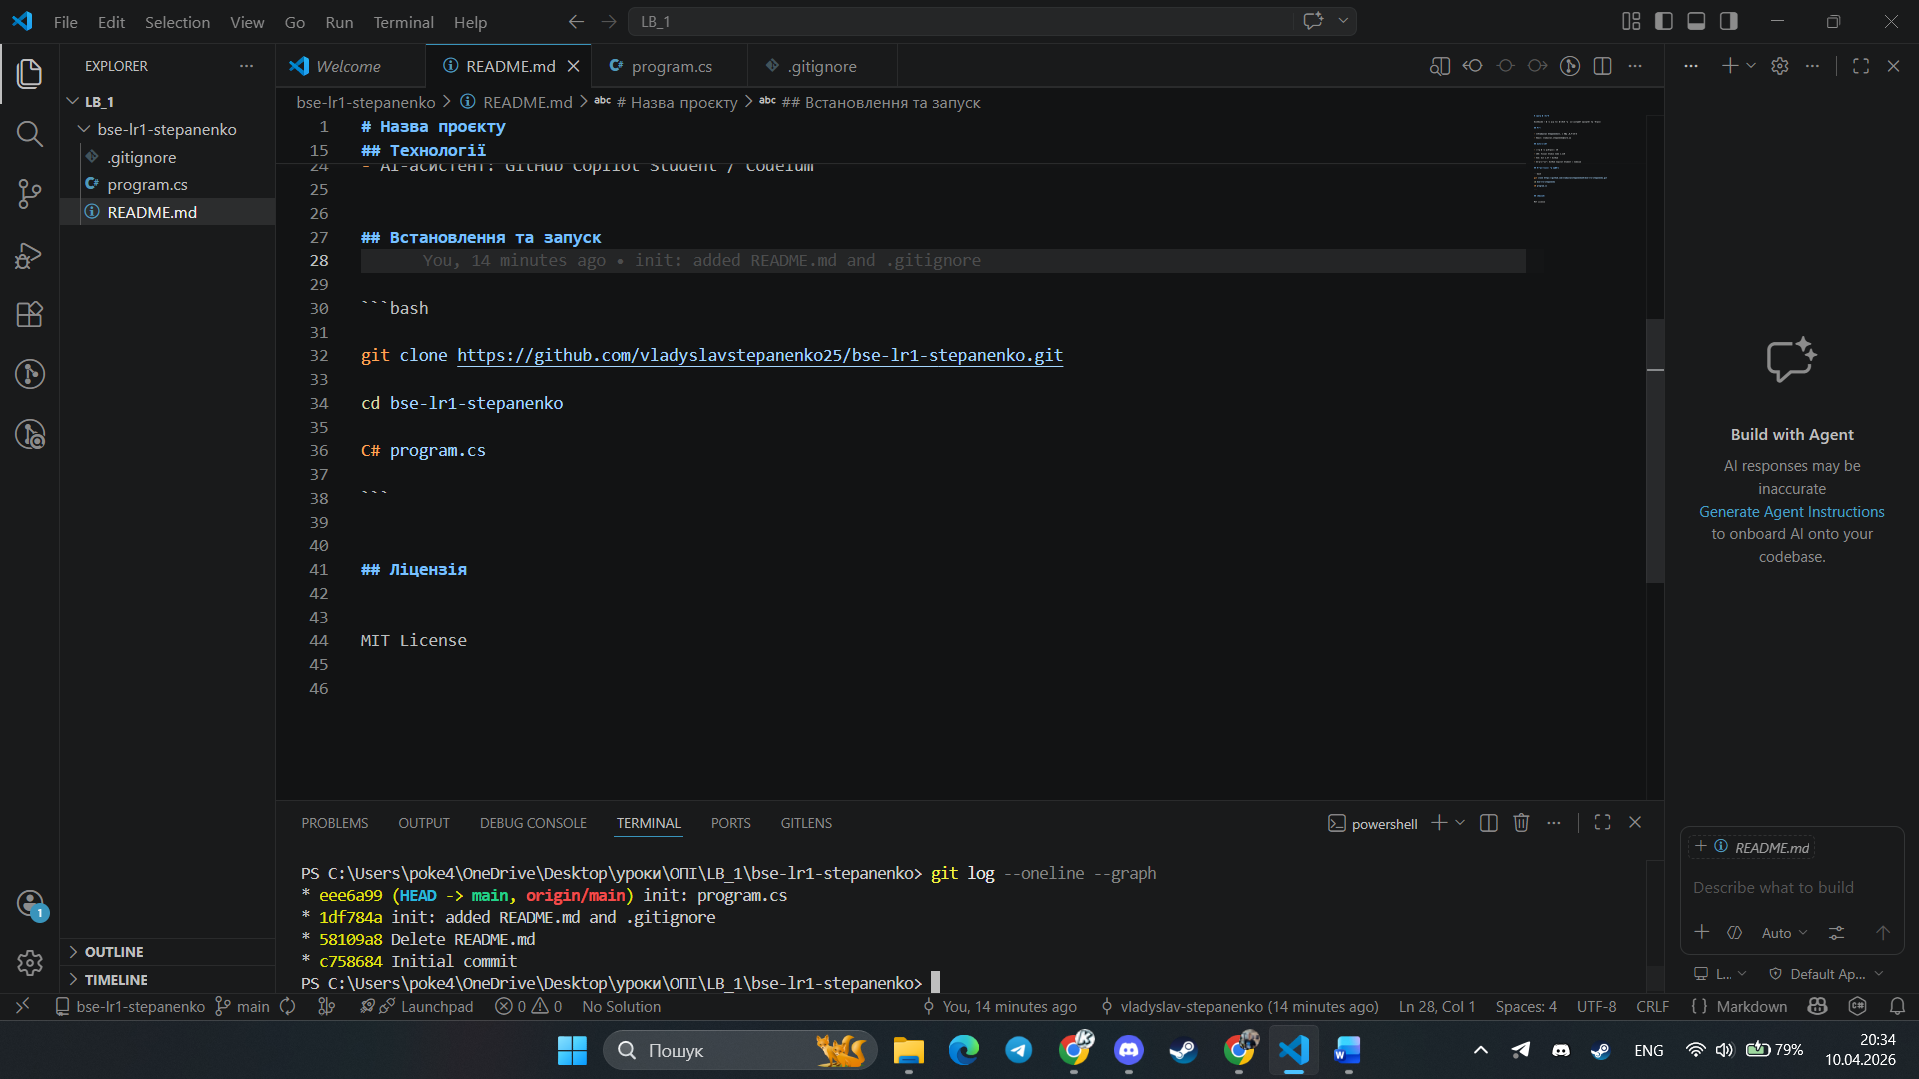 File Edit Selection View Go Run Terminal Help
LB_1
EXPLORER
LB_1
bse-lr1-stepanenko
.gitignore
C# program.cs
README.md
OUTLINE
TIMELINE
Welcome
README.md
C# program.cs
.gitignore
bse-lr1-stepanenko > README.md > abc # Назва проєкту > abc ## Встановлення та запуск
1 # Назва проєкту
15 ## Технології
24 - AI-асистент: GitHub Copilot Student / Codeium
25
26
27 ## Встановлення та запуск
28 You, 14 minutes ago • init: added README.md and .gitignore
29
30 ```bash
31
32 git clone https://github.com/vladyslavstepanenko25/bse-lr1-stepanenko.git
33
34 cd bse-lr1-stepanenko
35
36 C# program.cs
37
38 ```
39
40
41 ## Ліцензія
42
43
44 MIT License
45
46
PROBLEMS OUTPUT DEBUG CONSOLE TERMINAL PORTS GITLENS
powershell
PS C:\Users\poke4\OneDrive\Desktop\уроки\ОПІ\LB_1\bse-lr1-stepanenko> git log --oneline --graph
* eee6a99 (HEAD -> main, origin/main) init: program.cs
* 1df784a init: added README.md and .gitignore
* 58109a8 Delete README.md
* c758684 Initial commit
PS C:\Users\poke4\OneDrive\Desktop\уроки\ОПІ\LB_1\bse-lr1-stepanenko>
Build with Agent
AI responses may be
inaccurate
Generate Agent Instructions
to onboard AI onto your
codebase.
README.md
Describe what to build
Auto
L... Default Ap...
1
bse-lr1-stepanenko main Launchpad 0 0 No Solution You, 14 minutes ago vladyslav-stepanenko (14 minutes ago) Ln 28, Col 1 Spaces: 4 UTF-8 CRLF { } Markdown
Пошук
ENG
79%
20:34
10.04.2026